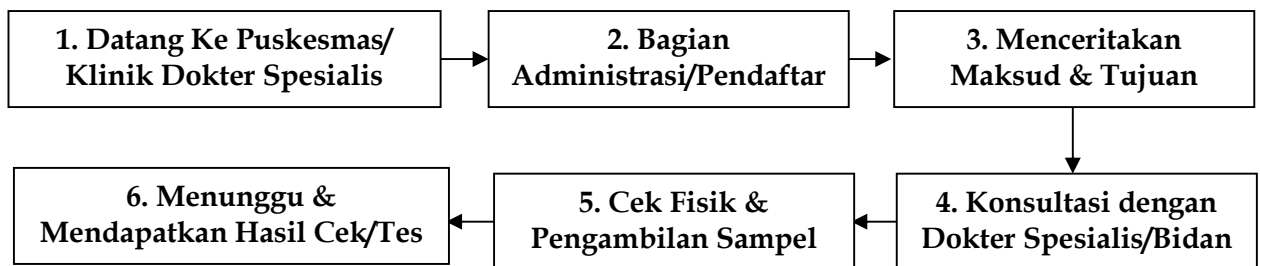 1. Datang Ke Puskesmas/
Klinik Dokter Spesialis
2. Bagian
Administrasi/Pendaftar
3. Menceritakan
Maksud & Tujuan
4. Konsultasi dengan
Dokter Spesialis/Bidan
5. Cek Fisik &
Pengambilan Sampel
6. Menunggu &
Mendapatkan Hasil Cek/Tes